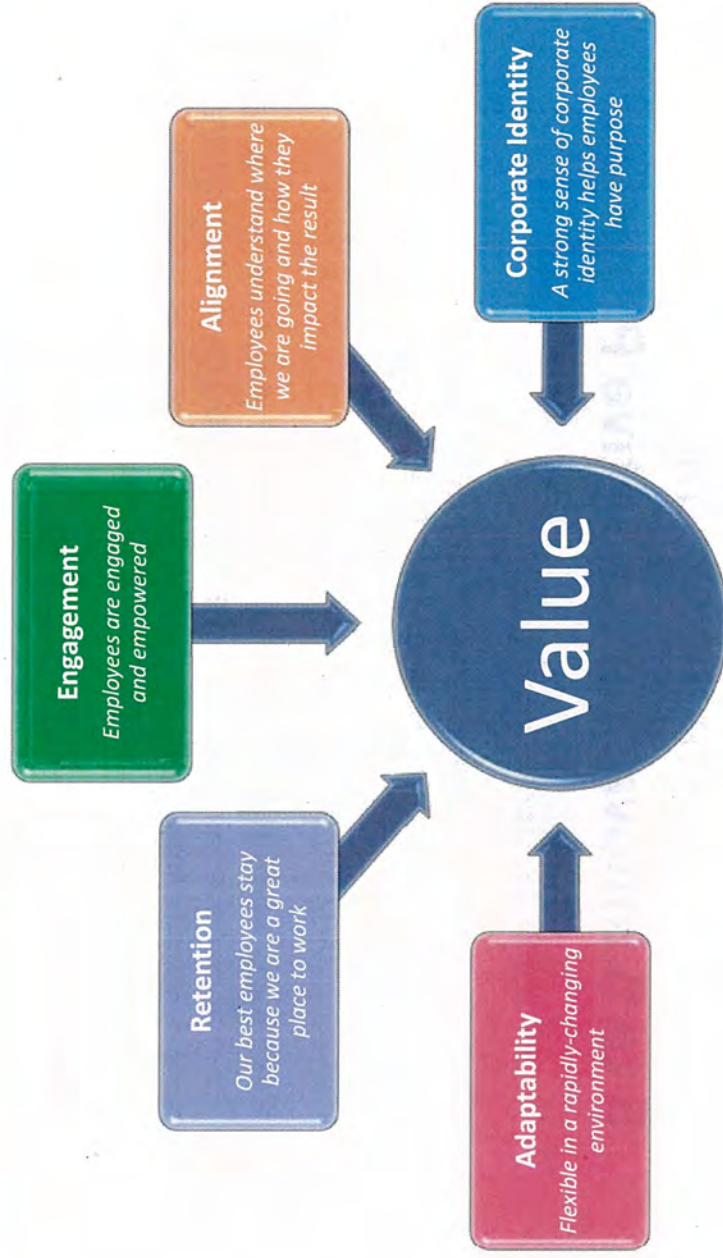 Adaptability
Flexible in a rapidly-changing
environment
Retention
Our best employees stay
because we are a great
place to work
Engagement
Employees are engaged
and empowered
Alignment
Employees understand where
we are going and how they
impact the result
Corporate Identity
A strong sense of corporate
identity helps employees
have purpose
Value